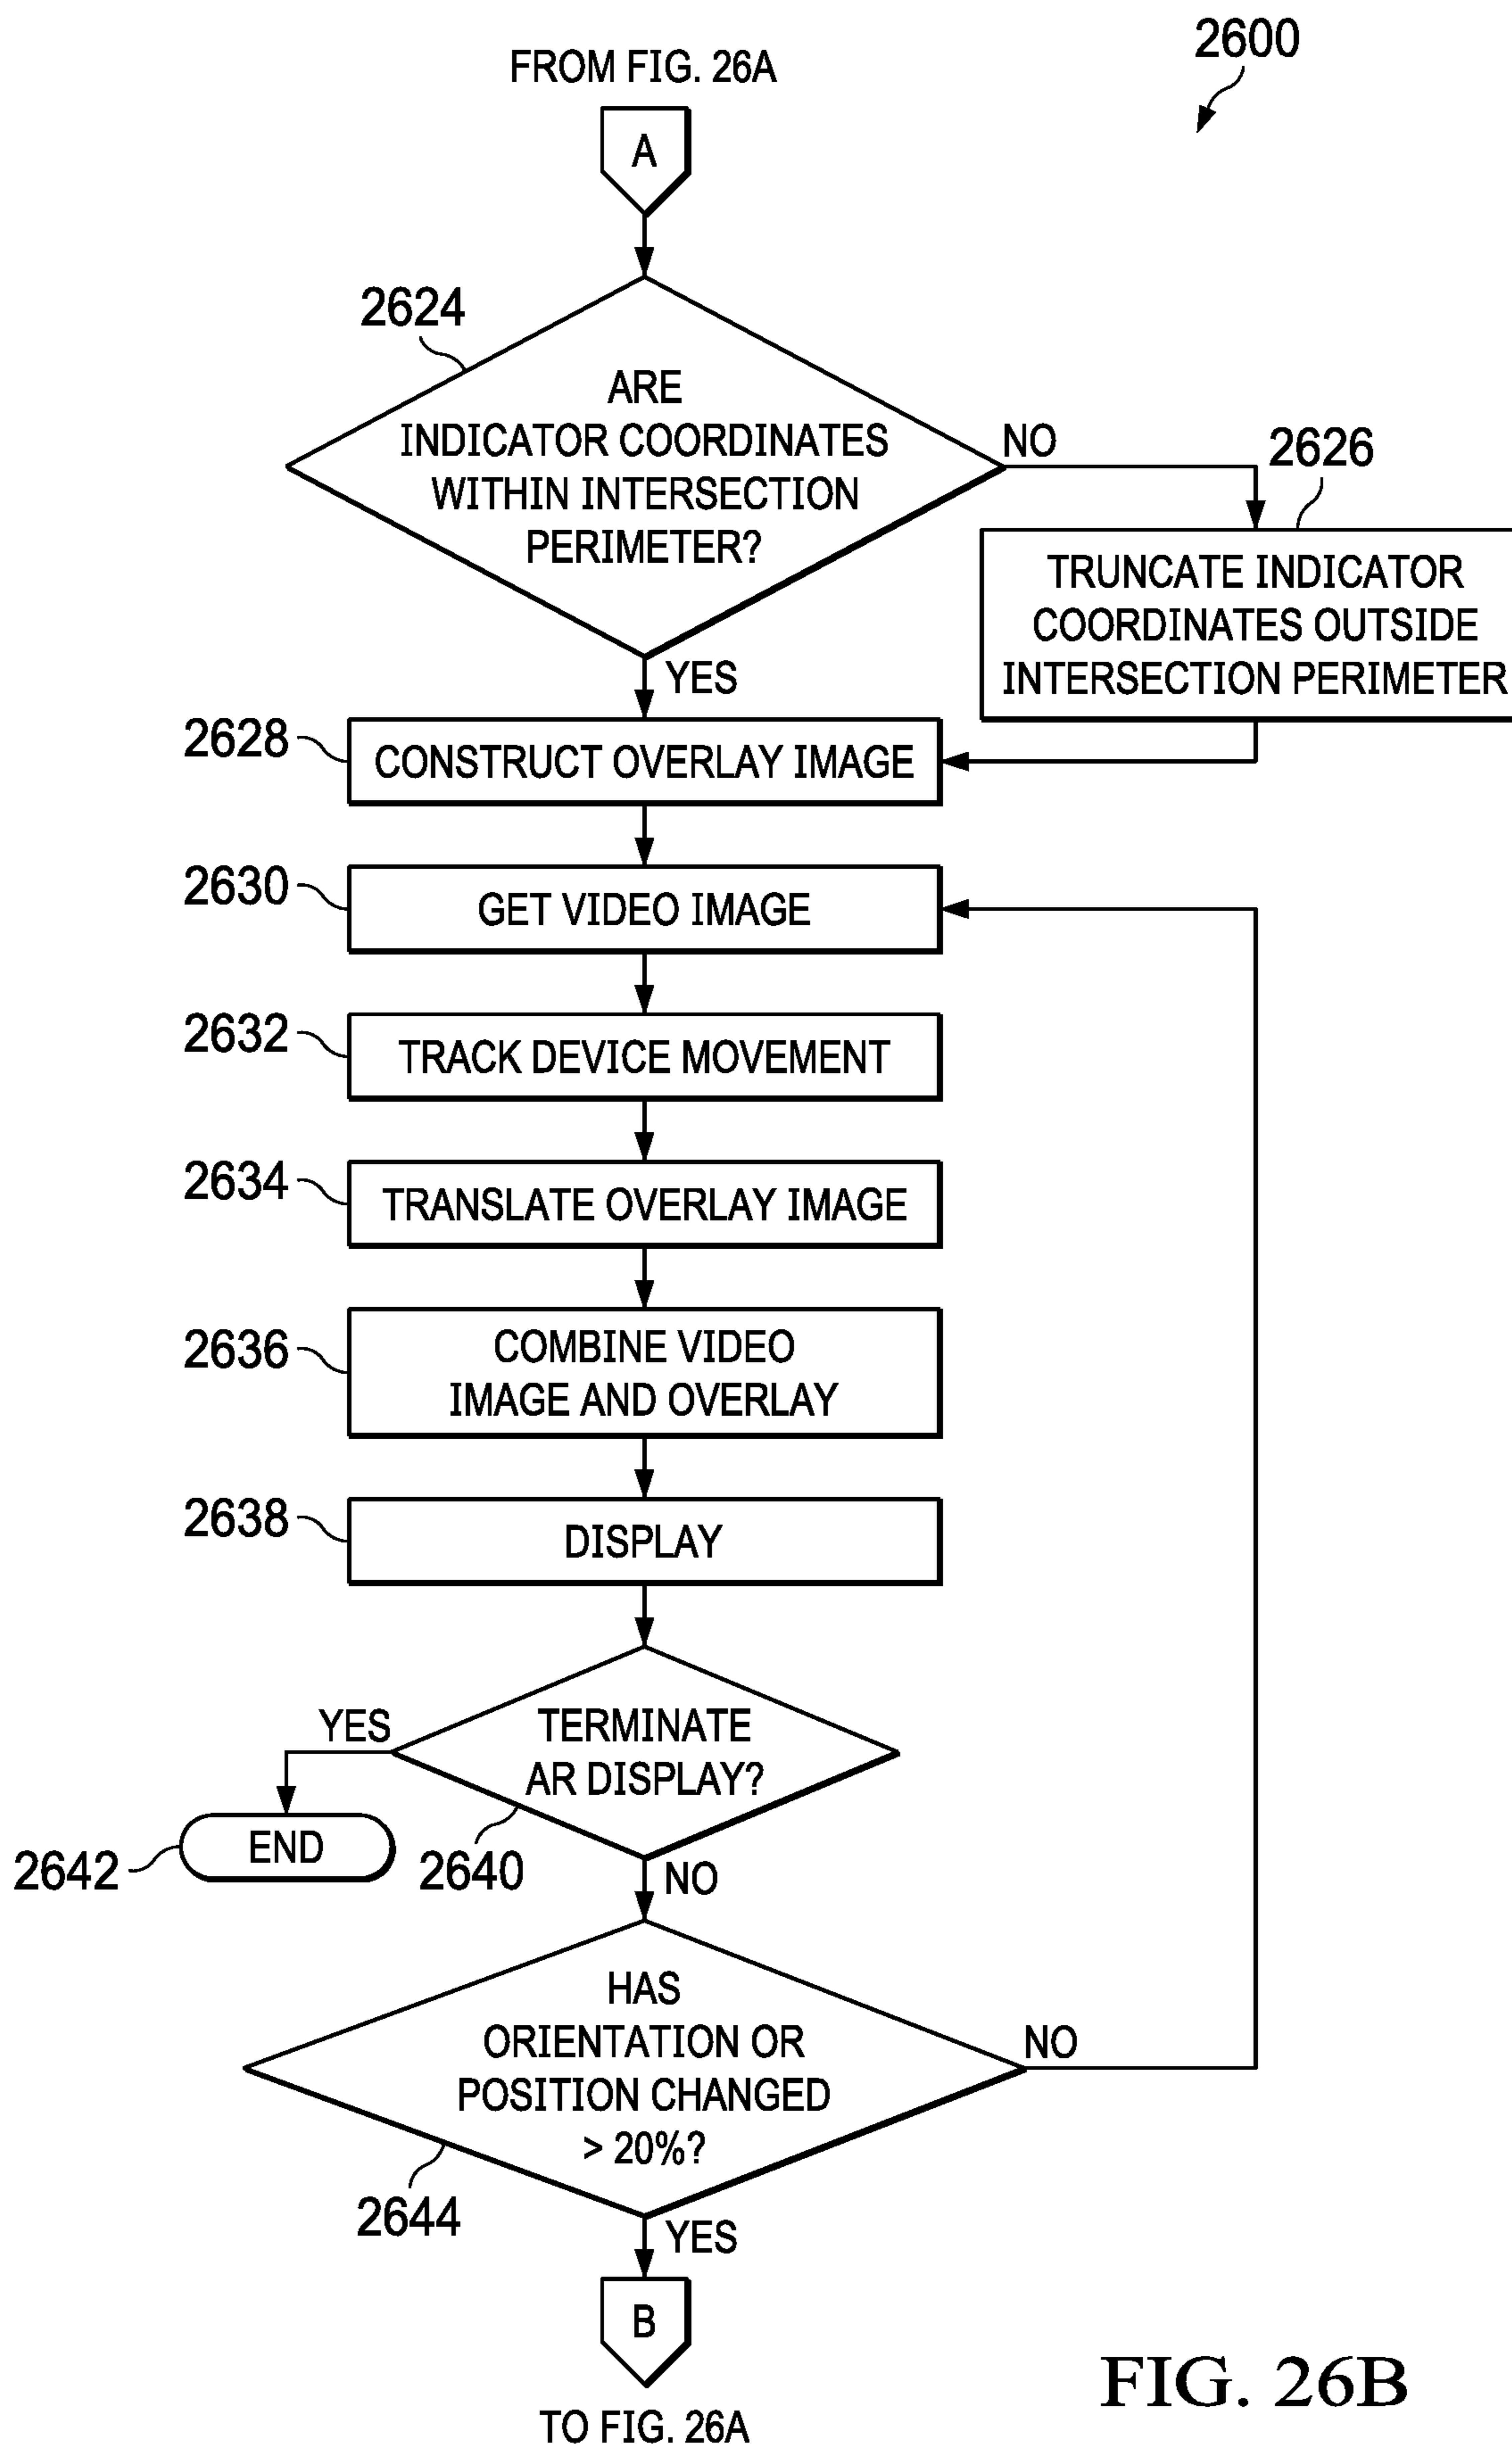 2600
FROM FIG. 26A
A
2624
ARE
INDICATOR COORDINATES
WITHIN INTERSECTION
PERIMETER?
NO
2626
TRUNCATE INDICATOR
COORDINATES OUTSIDE
INTERSECTION PERIMETER
YES
2628
CONSTRUCT OVERLAY IMAGE
2630
GET VIDEO IMAGE
2632
TRACK DEVICE MOVEMENT
2634
TRANSLATE OVERLAY IMAGE
2636
COMBINE VIDEO
IMAGE AND OVERLAY
2638
DISPLAY
YES
TERMINATE
AR DISPLAY?
END
2642
2640
NO
HAS
ORIENTATION OR
POSITION CHANGED
> 20%?
NO
2644
YES
B
TO FIG. 26A
FIG. 26B